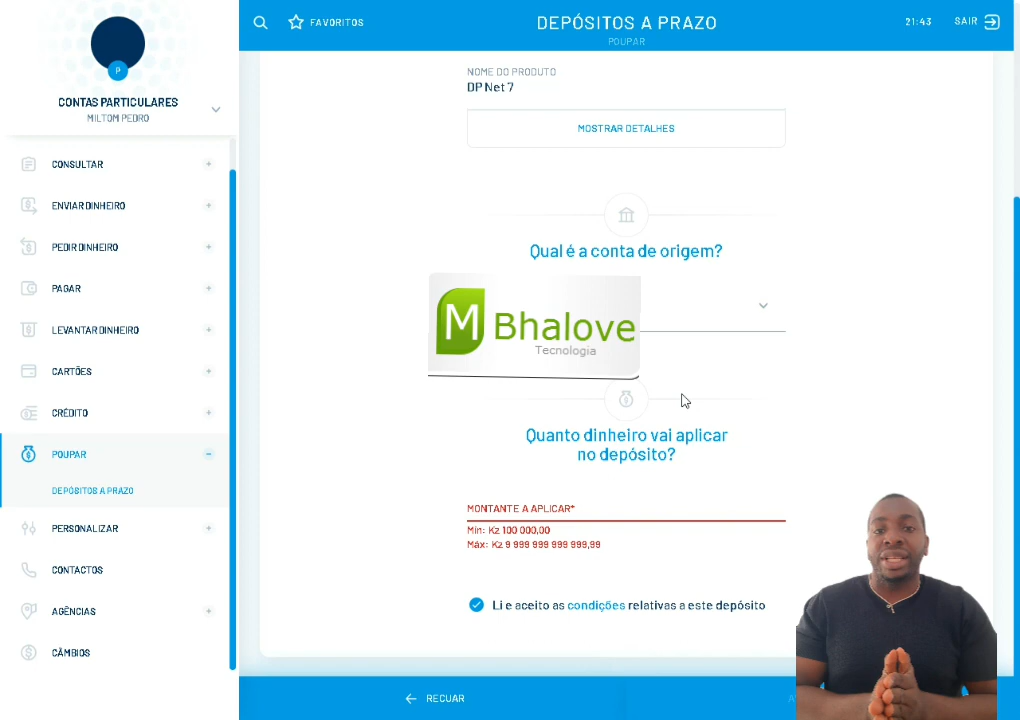 FAVORITOS
DEPÓSITOS A PRAZO
POUPAR
21:43
SAIR
P
CONTAS PARTICULARES
MILTOM PEDRO
CONSULTAR
ENVIAR DINHEIRO
PEDIR DINHEIRO
PAGAR
LEVANTAR DINHEIRO
CARTÕES
CRÉDITO
POUPAR
DEPÓSITOS A PRAZO
PERSONALIZAR
CONTACTOS
AGÊNCIAS
CÂMBIOS
NOME DO PRODUTO
DP Net 7
MOSTRAR DETALHES
Qual é a conta de origem?
M Bhalove
Tecnologia
Quanto dinheiro vai aplicar
no depósito?
MONTANTE A APLICAR*
Mín: Kz 100 000,00
Máx: Kz 9 999 999 999 999,99
Li e aceito as condições relativas a este depósito
RECUAR